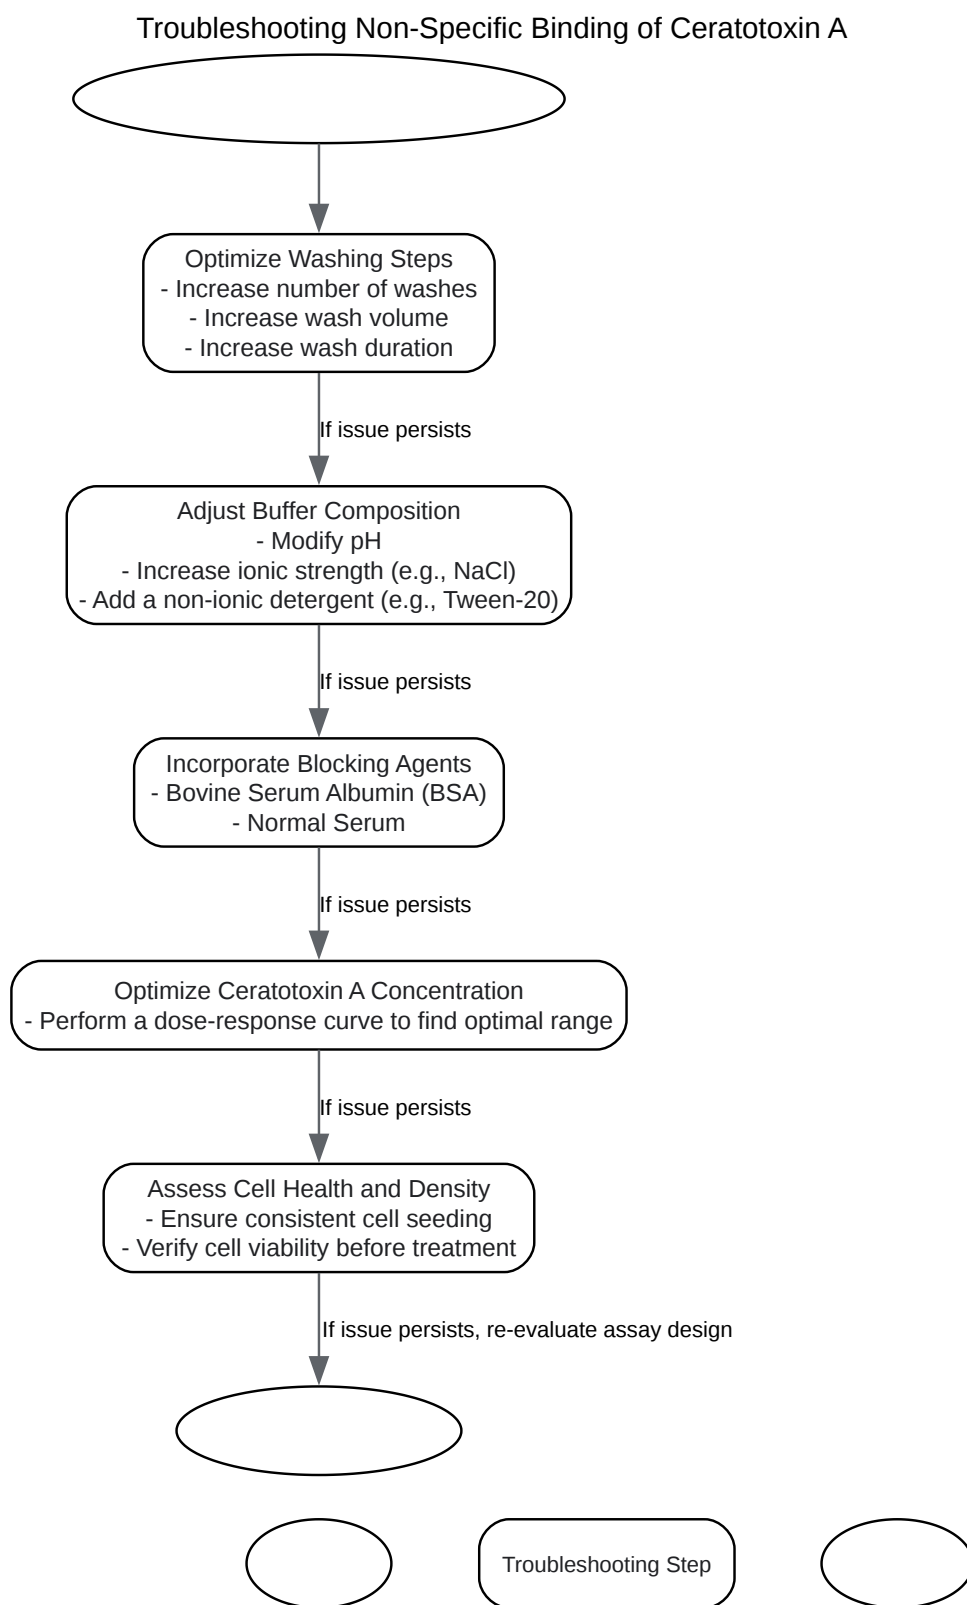 Troubleshooting Non-Specific Binding of Ceratotoxin A
Optimize Washing Steps
- Increase number of washes
- Increase wash volume
- Increase wash duration
If issue persists
Adjust Buffer Composition
- Modify pH
- Increase ionic strength (e.g., NaCl)
- Add a non-ionic detergent (e.g., Tween-20)
If issue persists
Incorporate Blocking Agents
- Bovine Serum Albumin (BSA)
- Normal Serum
If issue persists
Optimize Ceratotoxin A Concentration
- Perform a dose-response curve to find optimal range
If issue persists
Assess Cell Health and Density
- Ensure consistent cell seeding
- Verify cell viability before treatment
If issue persists, re-evaluate assay design
Troubleshooting Step